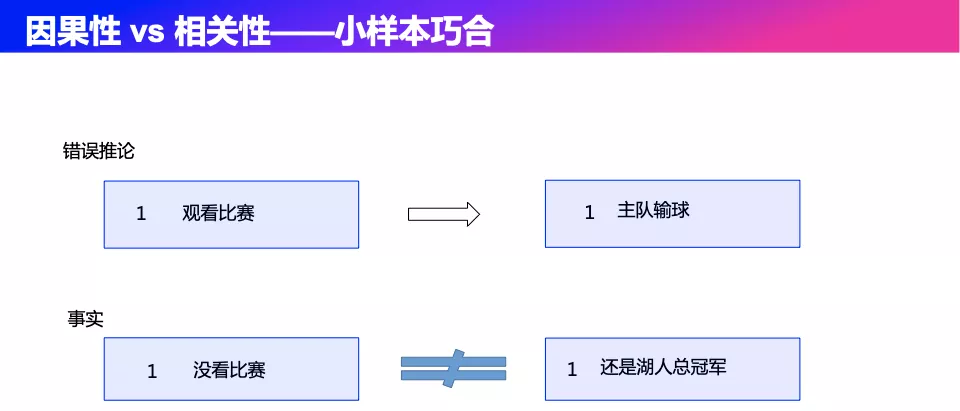 因果性 vs 相关性——小样本巧合
错误推论
1 观看比赛
1 主队输球
事实
1 没看比赛
1 还是湖人总冠军